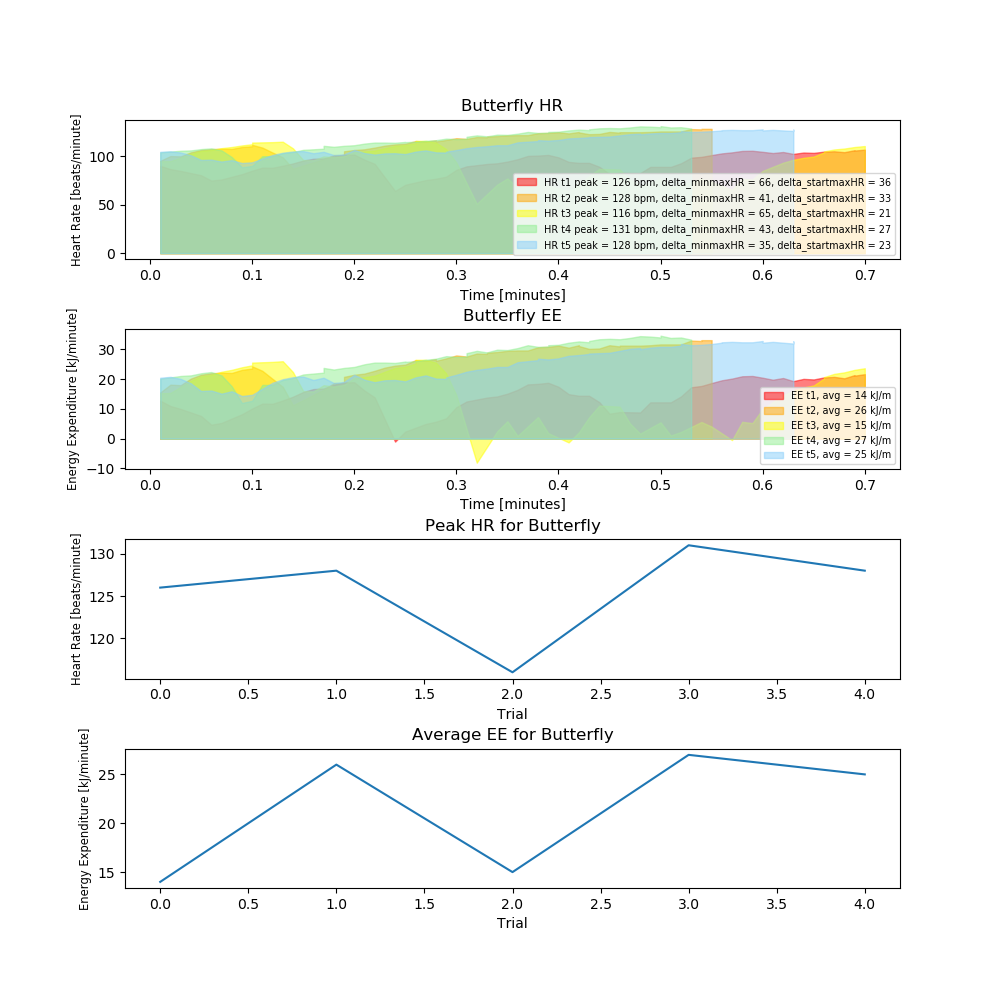 Butterfly HR
Heart Rate [beats/minute]
100
50
0
HR t1 peak = 126 bpm, delta_minmaxHR = 66, delta_startmaxHR = 36
HR t2 peak = 128 bpm, delta_minmaxHR = 41, delta_startmaxHR = 33
HR t3 peak = 116 bpm, delta_minmaxHR = 65, delta_startmaxHR = 21
HR t4 peak = 131 bpm, delta_minmaxHR = 43, delta_startmaxHR = 27
HR t5 peak = 128 bpm, delta_minmaxHR = 35, delta_startmaxHR = 23
0.0 0.1 0.2 0.3 0.4 0.5 0.6 0.7
Time [minutes]
Butterfly EE
Energy Expenditure [kJ/minute]
30
20
10
0
−10
EE t1, avg = 14 kJ/m
EE t2, avg = 26 kJ/m
EE t3, avg = 15 kJ/m
EE t4, avg = 27 kJ/m
EE t5, avg = 25 kJ/m
0.0 0.1 0.2 0.3 0.4 0.5 0.6 0.7
Time [minutes]
Peak HR for Butterfly
Heart Rate [beats/minute]
130
125
120
0.0 0.5 1.0 1.5 2.0 2.5 3.0 3.5 4.0
Trial
Average EE for Butterfly
Energy Expenditure [kJ/minute]
25
20
15
0.0 0.5 1.0 1.5 2.0 2.5 3.0 3.5 4.0
Trial